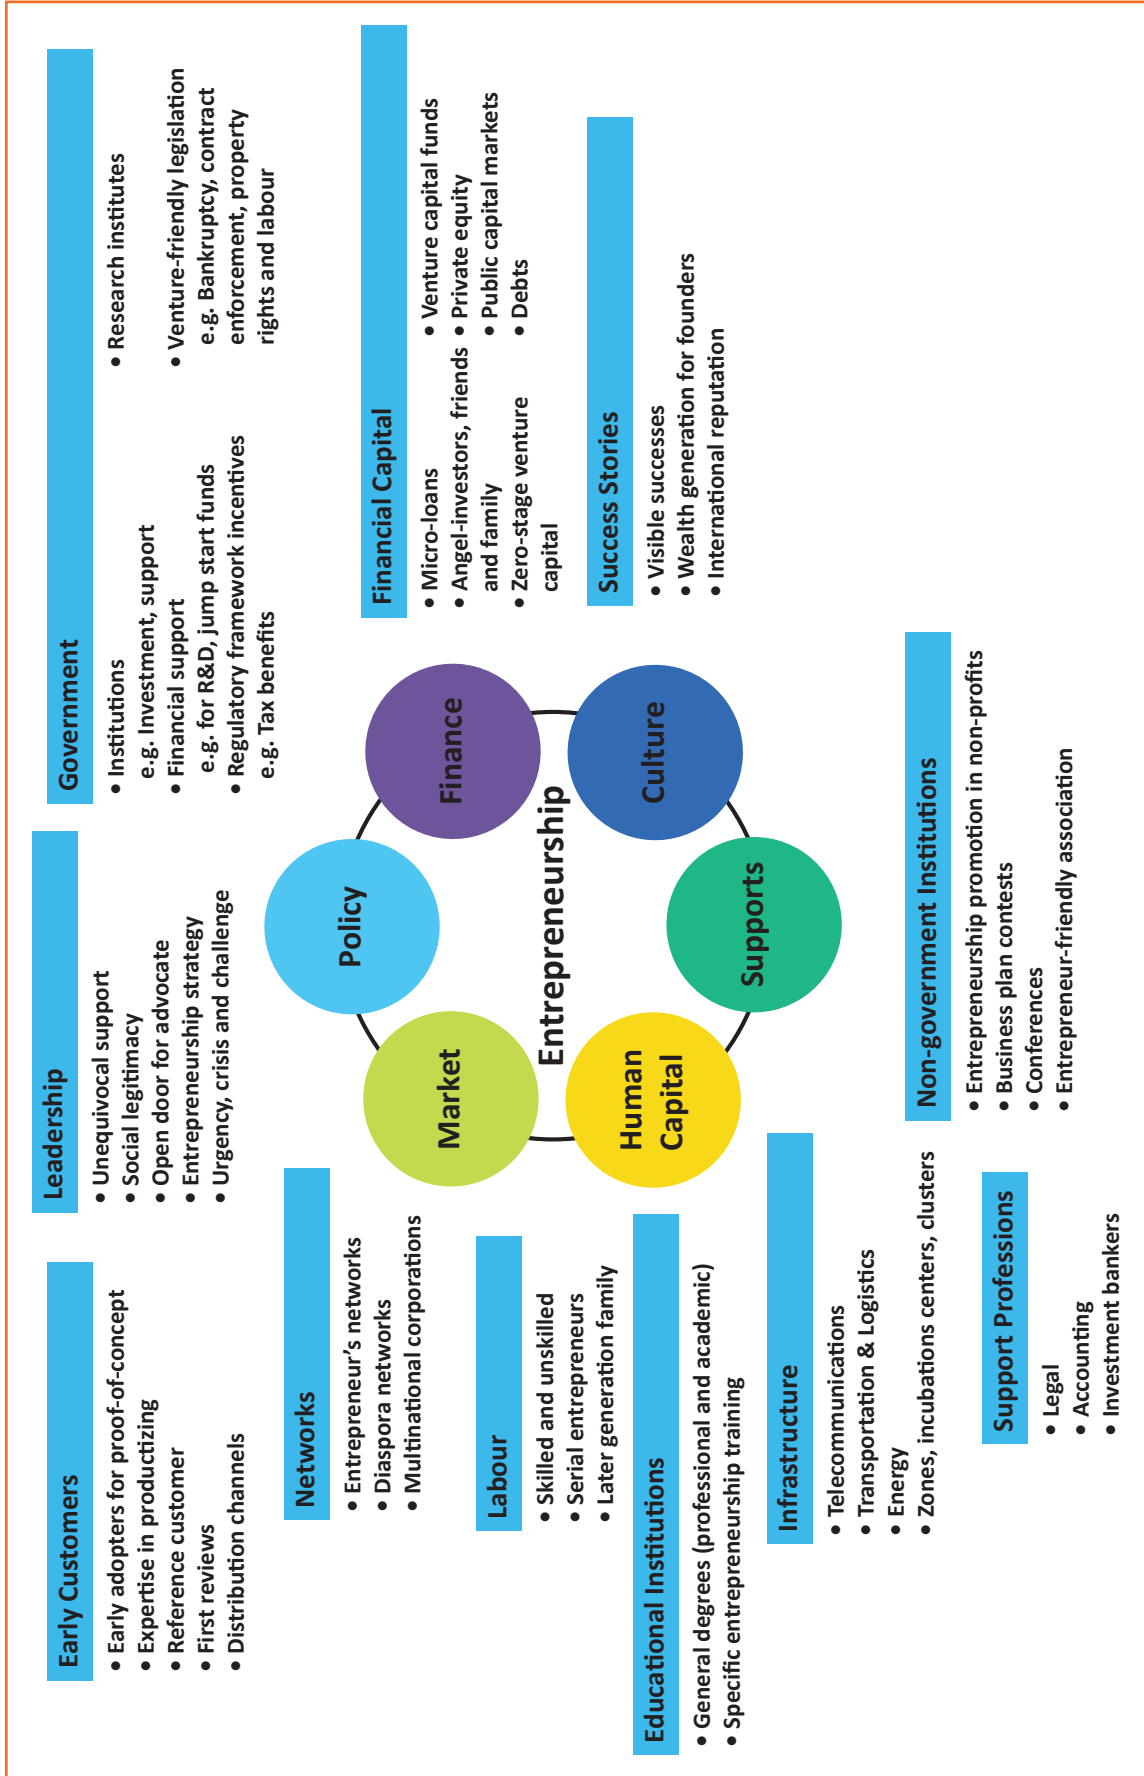 Early Customers
• Early adopters for proof-of-concept
• Expertise in productizing
• Reference customer
• First reviews
• Distribution channels
Leadership
• Unequivocal support
• Social legitimacy
• Open door for advocate
• Entrepreneurship strategy
• Urgency, crisis and challenge
Government
• Institutions
e.g. Investment, support
• Financial support
e.g. for R&D, jump start funds
• Regulatory framework incentives
e.g. Tax benefits
• Research institutes
• Venture-friendly legislation
e.g. Bankruptcy, contract
enforcement, property
rights and labour
Networks
• Entrepreneur's networks
• Diaspora networks
• Multinational corporations
Labour
• Skilled and unskilled
• Serial entrepreneurs
• Later generation family
Policy
Market
Finance
Entrepreneurship
Human
Capital
Culture
Supports
Financial Capital
• Micro-loans
• Angel-investors, friends
and family
• Zero-stage venture
capital
• Venture capital funds
• Private equity
• Public capital markets
• Debts
Success Stories
• Visible successes
• Wealth generation for founders
• International reputation
Educational Institutions
• General degrees (professional and academic)
• Specific entrepreneurship training
Infrastructure
• Telecommunications
• Transportation & Logistics
• Energy
• Zones, incubations centers, clusters
Non-government Institutions
• Entrepreneurship promotion in non-profits
• Business plan contests
• Conferences
• Entrepreneur-friendly association
Support Professions
• Legal
• Accounting
• Investment bankers